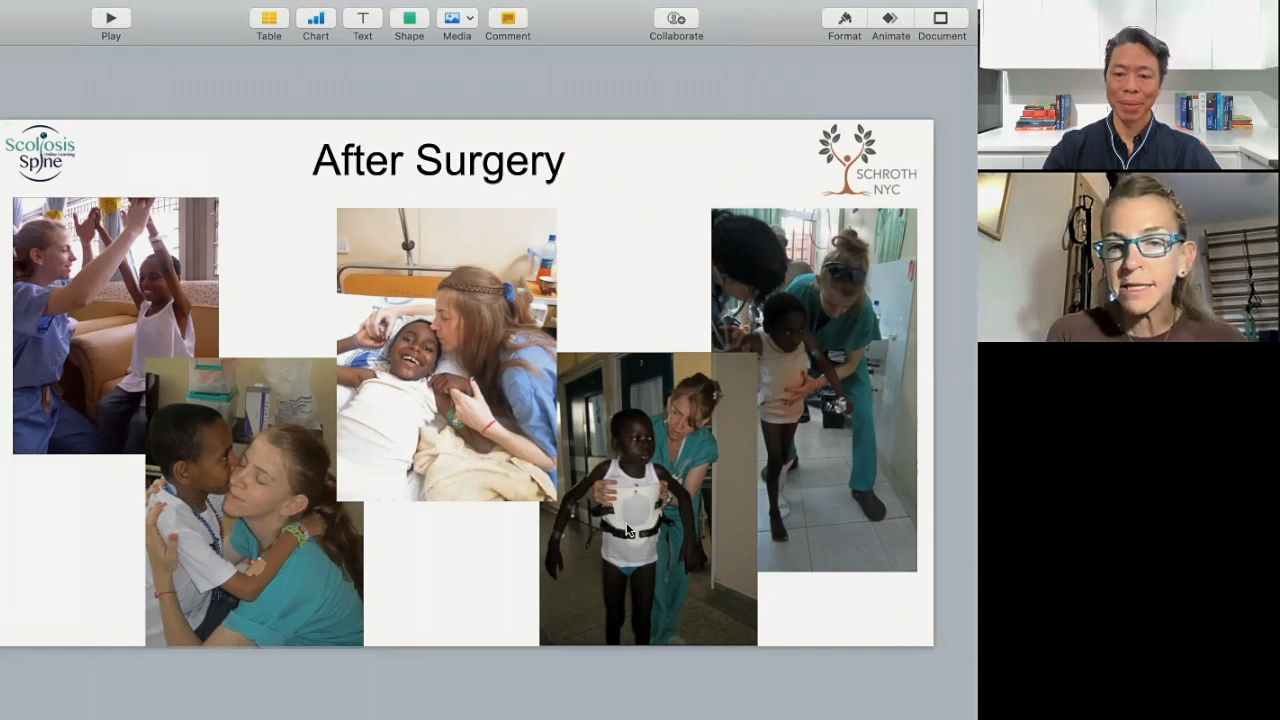 Play
Table
Chart
Text
Shape
Media
Comment
Collaborate
Format
Animate
Document
Scoliosis
Online Learning
Spine
After Surgery
SCHROTH
NYC